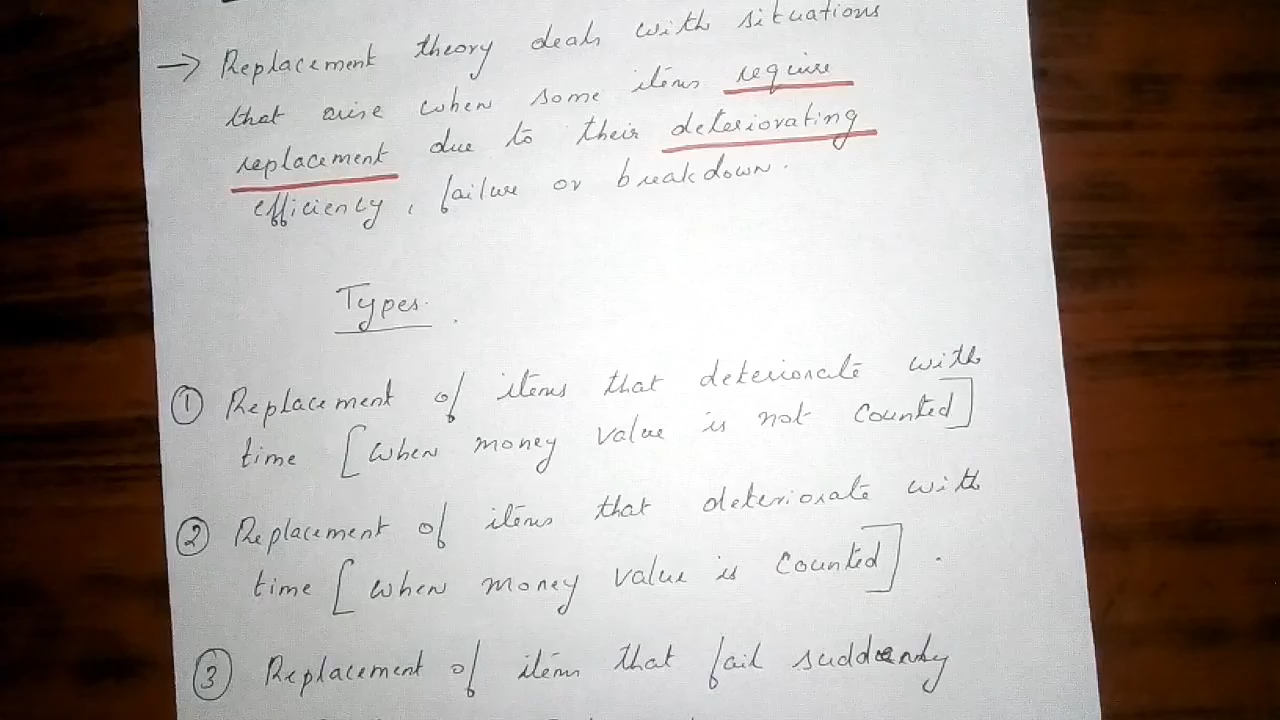 → Replacement theory deals with situations
that arise when some items require
replacement due to their deteriorating
efficiency, failure or breakdown.
Types.
① Replacement of items that deteriorate with
time [when money value is not counted]
② Replacement of items that deteriorate with
time [when money value is counted].
③ Replacement of items that fail suddenly